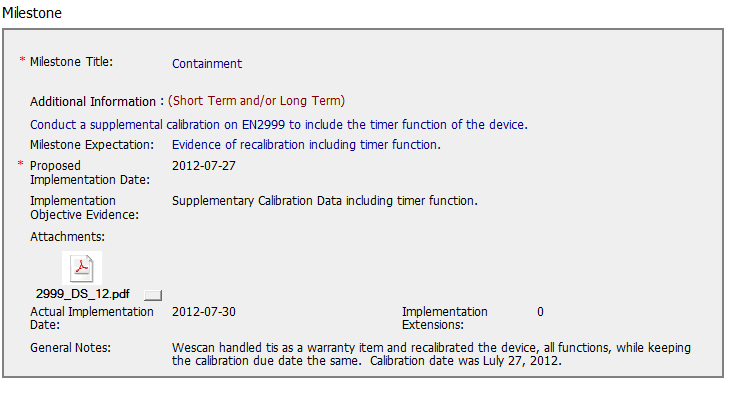 Milestone
* Milestone Title: Containment
Additional Information : (Short Term and/or Long Term)
Conduct a supplemental calibration on EN2999 to include the timer function of the device.
Milestone Expectation: Evidence of recalibration including timer function.
* Proposed 2012-07-27
Implementation Date:
Implementation Supplementary Calibration Data including timer function.
Objective Evidence:
Attachments:
2999_DS_12.pdf
Actual Implementation 2012-07-30 Implementation 0
Date: Extensions:
General Notes: Wescan handled tis as a warranty item and recalibrated the device, all functions, while keeping
the calibration due date the same.  Calibration date was Luly 27, 2012.